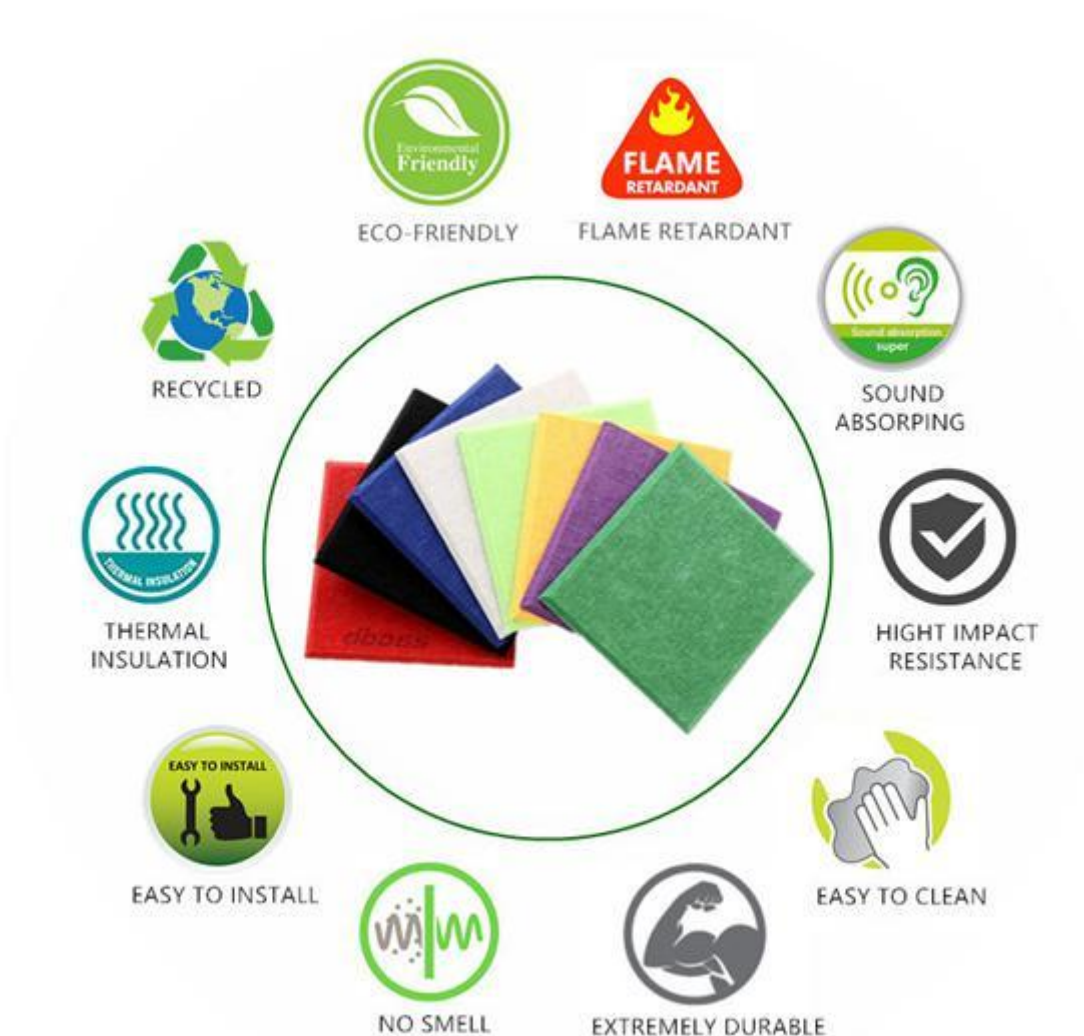 Environmental
Friendly
ECO-FRIENDLY
FLAME
RETARDANT
FLAME RETARDANT
RECYCLED
Sound absorption
super
SOUND
ABSORPING
THERMAL INSULATION
THERMAL
INSULATION
HIGHT IMPACT
RESISTANCE
dbobsi
EASY TO INSTALL
EASY TO INSTALL
EASY TO CLEAN
NO SMELL
EXTREMELY DURABLE